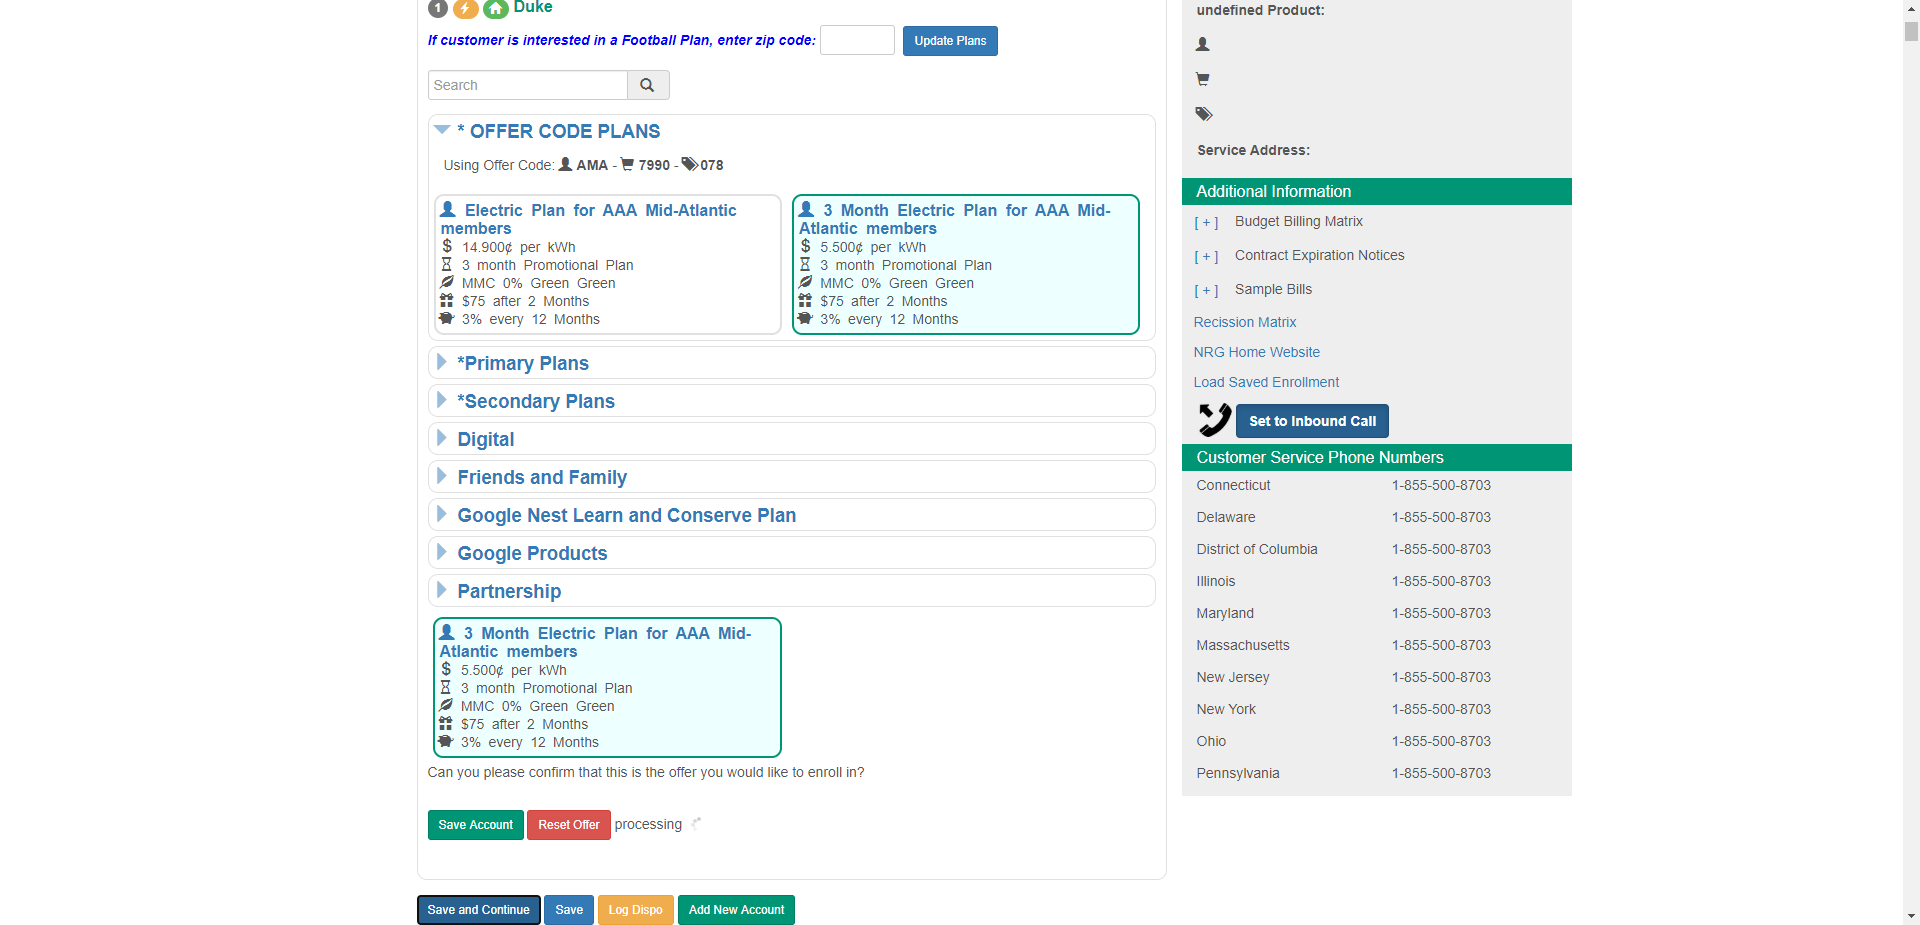 1 Duke
If customer is interested in a Football Plan, enter zip code: Update Plans
Search
* OFFER CODE PLANS
Using Offer Code: AMA - 7990 - 078
Electric Plan for AAA Mid-Atlantic
members
$ 14.900¢ per kWh
3 month Promotional Plan
MMC 0% Green Green
$75 after 2 Months
3% every 12 Months
3 Month Electric Plan for AAA Mid-
Atlantic members
$ 5.500¢ per kWh
3 month Promotional Plan
MMC 0% Green Green
$75 after 2 Months
3% every 12 Months
*Primary Plans
*Secondary Plans
Digital
Friends and Family
Google Nest Learn and Conserve Plan
Google Products
Partnership
3 Month Electric Plan for AAA Mid-
Atlantic members
$ 5.500¢ per kWh
3 month Promotional Plan
MMC 0% Green Green
$75 after 2 Months
3% every 12 Months
Can you please confirm that this is the offer you would like to enroll in?
Save Account Reset Offer processing
Save and Continue Save Log Dispo Add New Account
undefined Product:
Service Address:
Additional Information
[ + ] Budget Billing Matrix
[ + ] Contract Expiration Notices
[ + ] Sample Bills
Recission Matrix
NRG Home Website
Load Saved Enrollment
Set to Inbound Call
Customer Service Phone Numbers
Connecticut 1-855-500-8703
Delaware 1-855-500-8703
District of Columbia 1-855-500-8703
Illinois 1-855-500-8703
Maryland 1-855-500-8703
Massachusetts 1-855-500-8703
New Jersey 1-855-500-8703
New York 1-855-500-8703
Ohio 1-855-500-8703
Pennsylvania 1-855-500-8703